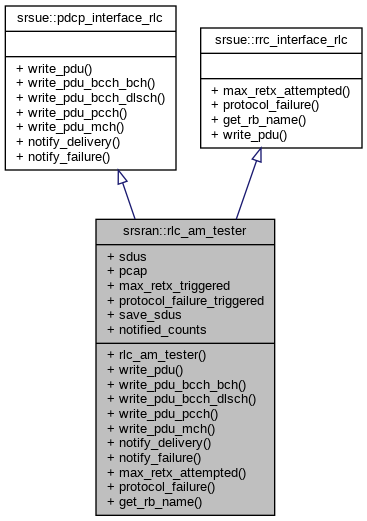 srsue::pdcp_interface_rlc
+ write_pdu()
+ write_pdu_bcch_bch()
+ write_pdu_bcch_dlsch()
+ write_pdu_pcch()
+ write_pdu_mch()
+ notify_delivery()
+ notify_failure()
srsue::rrc_interface_rlc
+ max_retx_attempted()
+ protocol_failure()
+ get_rb_name()
+ write_pdu()
srsran::rlc_am_tester
+ sdus
+ pcap
+ max_retx_triggered
+ protocol_failure_triggered
+ save_sdus
+ notified_counts
+ rlc_am_tester()
+ write_pdu()
+ write_pdu_bcch_bch()
+ write_pdu_bcch_dlsch()
+ write_pdu_pcch()
+ write_pdu_mch()
+ notify_delivery()
+ notify_failure()
+ max_retx_attempted()
+ protocol_failure()
+ get_rb_name()